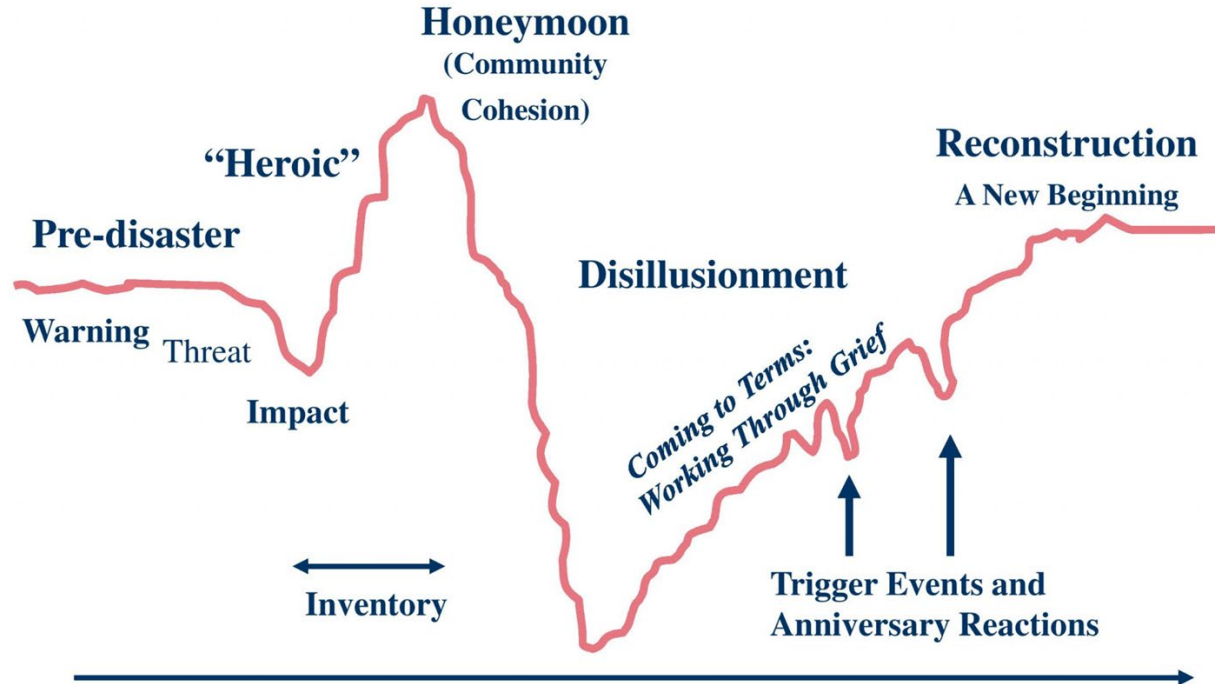 Honeymoon
(Community
Cohesion)
“Heroic”
Reconstruction
A New Beginning
Pre-disaster
Disillusionment
Warning
Threat
Impact
Coming to Terms:
Working Through Grief
Inventory
Trigger Events and
Anniversary Reactions